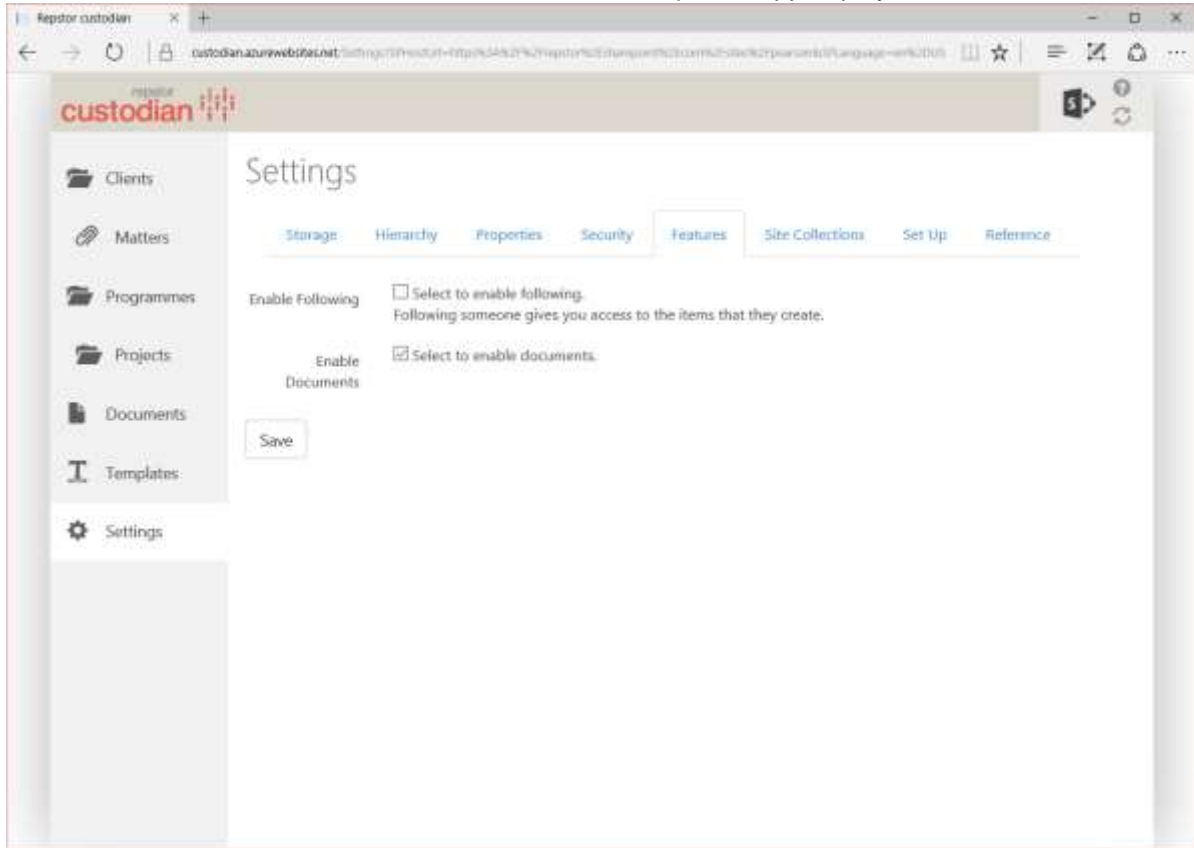 Repstor custodian
custodian.azurewebsites.net
repstor
custodian
Clients
Matters
Programmes
Projects
Documents
Templates
Settings
Settings
Storage Hierarchy Properties Security Features Site Collections Set Up Reference
Enable Following
Select to enable following.
Following someone gives you access to the items that they create.
Enable
Documents
Select to enable documents.
Save